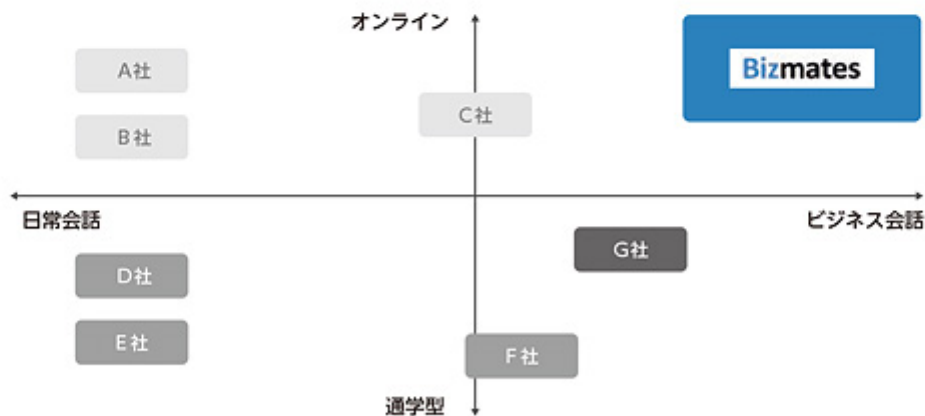 オンライン
A社
Bizmates
C社
B社
日常会話
ビジネス会話
G社
D社
E社
F社
通学型